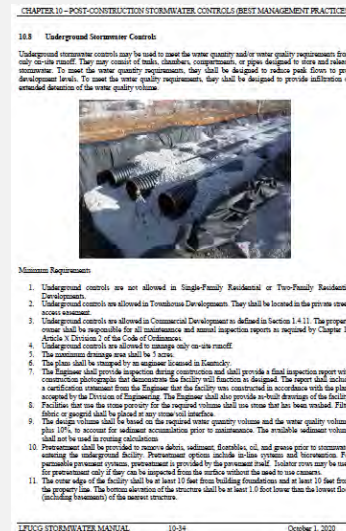 CHAPTER 10 – POST-CONSTRUCTION STORMWATER CONTROLS (BEST MANAGEMENT PRACTICE
10.8 Underground Stormwater Controls
Underground stormwater controls may be used to meet the water quantity and/or water quality requirements fro
only on-site runoff. They may consist of tanks, chambers, compartments, or pipes designed to store and releas
stormwater. To meet the water quantity requirements, they shall be designed to reduce peak flows to pr
development levels. To meet the water quality requirements, they shall be designed to provide infiltration o
extended detention of the water quality volume.
Minimum Requirements
1. Underground controls are not allowed in Single-Family Residential or Two-Family Residenti
Developments.
2. Underground controls are allowed in Townhouse Developments. They shall be located in the private stree
access easement.
3. Underground controls are allowed in Commercial Development as defined in Section 1.4.11. The proper
owner shall be responsible for all maintenance and annual inspection reports as required by Chapter 1
Article X Division 2 of the Code of Ordinances.
4. Underground controls are allowed to manage only on-site runoff.
5. The maximum drainage area shall be 5 acres.
6. The plans shall be stamped by an engineer licensed in Kentucky.
7. The Engineer shall provide inspection during construction and shall provide a final inspection report wi
construction photographs that demonstrate the facility will function as designed. The report shall inclu
a certification statement from the Engineer that the facility was constructed in accordance with the plan
accepted by the Division of Engineering. The Engineer shall also provide as-built drawings of the facilit
8. Facilities that use the stone porosity for the required volume shall use stone that has been washed. Filt
fabric or geogrid shall be placed at any stone/soil interface.
9. The design volume shall be based on the required water quantity volume and the water quality volum
plus 10%, to account for sediment accumulation prior to maintenance. The available sediment volum
shall not be used in routing calculations
10. Pretreatment shall be provided to remove debris, sediment, floatables, oil, and grease prior to stormwat
entering the underground facility. Pretreatment options include in-line systems and bioretention. F
permeable pavement systems, pretreatment is provided by the pavement itself. Isolator rows may be use
for pretreatment only if they can be inspected from the surface without the need to use cameras.
11. The outer edge of the facility shall be at least 10 feet from building foundations and at least 10 feet fro
the property line. The bottom elevation of the structure shall be at least 1.0 foot lower than the lowest floo
(including basements) of the nearest structure.
LFUCG STORMWATER MANUAL 10-34 October 1, 2020